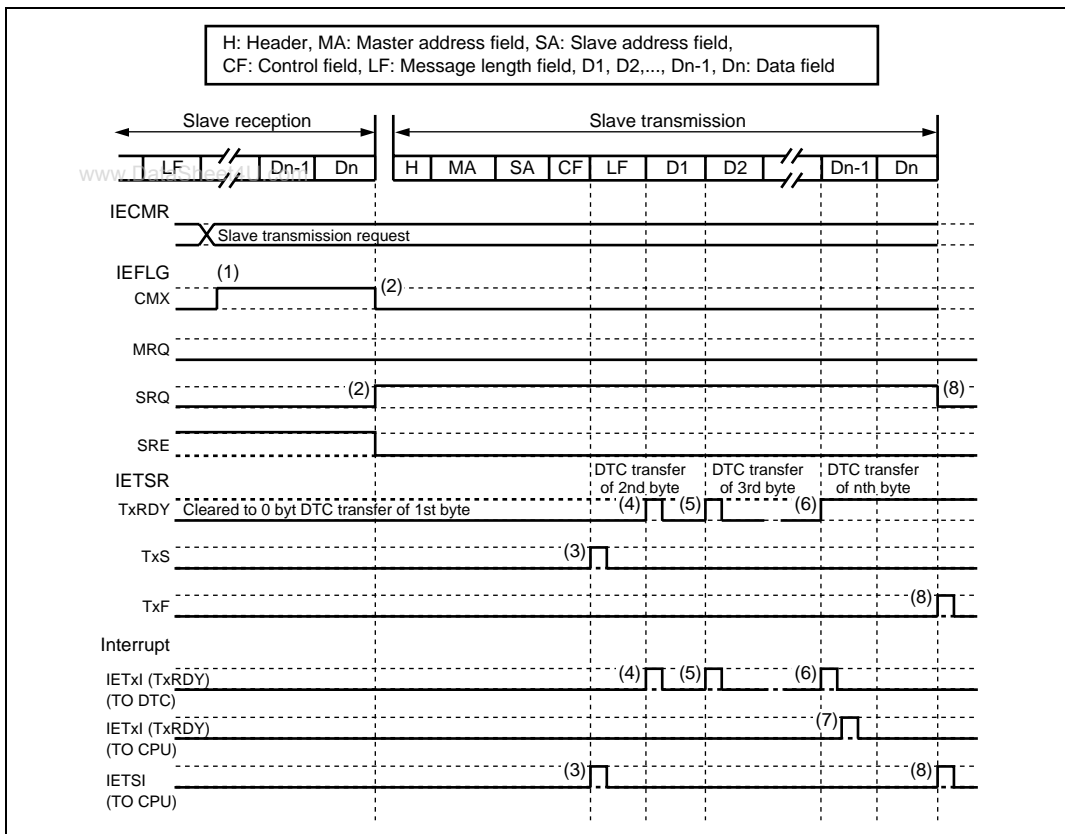 H: Header, MA: Master address field, SA: Slave address field,
CF: Control field, LF: Message length field, D1, D2,..., Dn-1, Dn: Data field
Slave reception
Slave transmission
LF Dn-1 Dn H MA SA CF LF D1 D2 Dn-1 Dn
www.DataSheet4U.com
IECMR
Slave transmission request
IEFLG
(1)
CMX
(2)
MRQ
SRQ
(2)
(8)
SRE
IETSR
DTC transfer
of 2nd byte
DTC transfer
of 3rd byte
DTC transfer
of nth byte
TxRDY
Cleared to 0 byt DTC transfer of 1st byte
(4)
(5)
(6)
TxS
(3)
TxF
(8)
Interrupt
IETxI (TxRDY)
(TO DTC)
(4)
(5)
(6)
IETxI (TxRDY)
(TO CPU)
(7)
IETSI
(TO CPU)
(3)
(8)